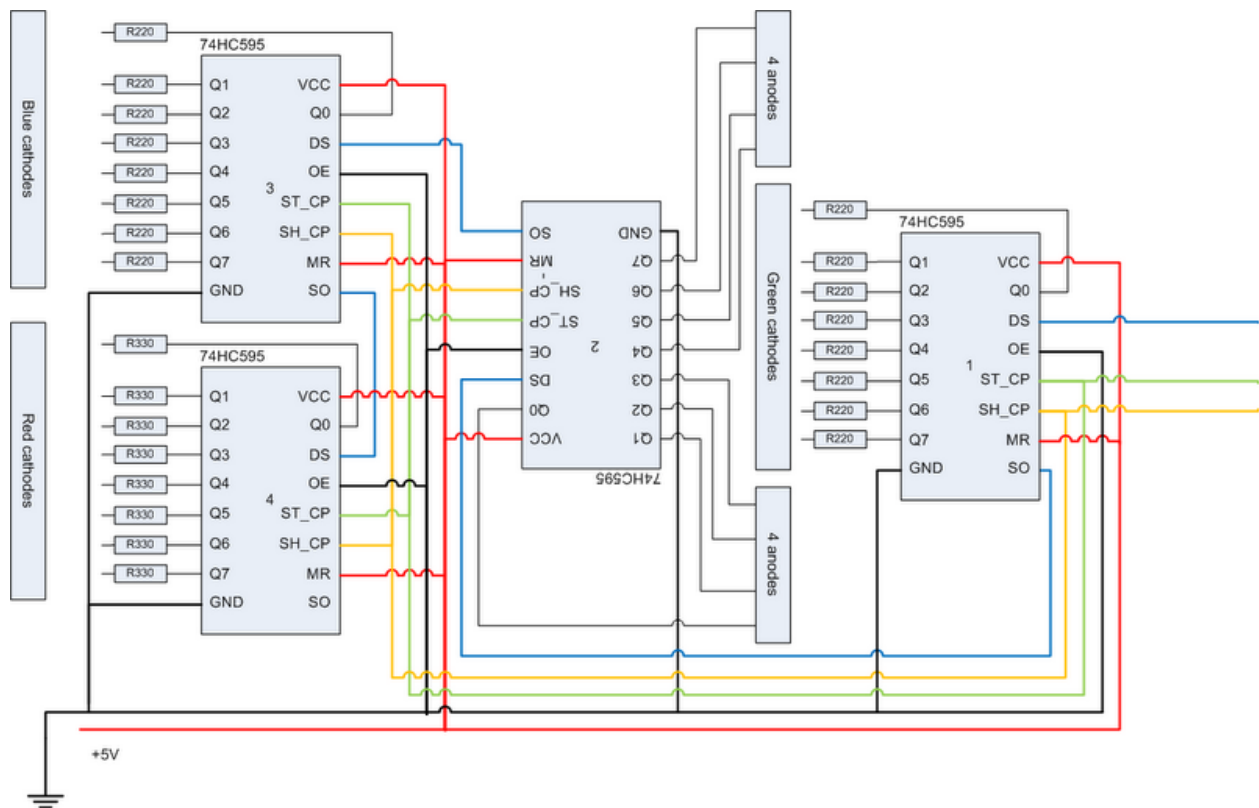 Blue cathodes
R220
74HC595
R220 Q1 VCC
R220 Q2 Q0
R220 Q3 DS
R220 Q4 OE
3
R220 Q5 ST_CP
R220 Q6 SH_CP
R220 Q7 MR
GND SO
Red cathodes
R330
74HC595
R330 Q1 VCC
R330 Q2 Q0
R330 Q3 DS
R330 Q4 OE
4
R330 Q5 ST_CP
R330 Q6 SH_CP
R330 Q7 MR
GND SO
SO GND
MR Q7
SH_CP Q6
ST_CP Q5
2
OE Q4
DS Q3
Q0 Q2
VCC Q1
74HC595
4 anodes
Green cathodes
4 anodes
R220
74HC595
R220 Q1 VCC
R220 Q2 Q0
R220 Q3 DS
R220 Q4 OE
1
R220 Q5 ST_CP
R220 Q6 SH_CP
R220 Q7 MR
GND SO
+5V